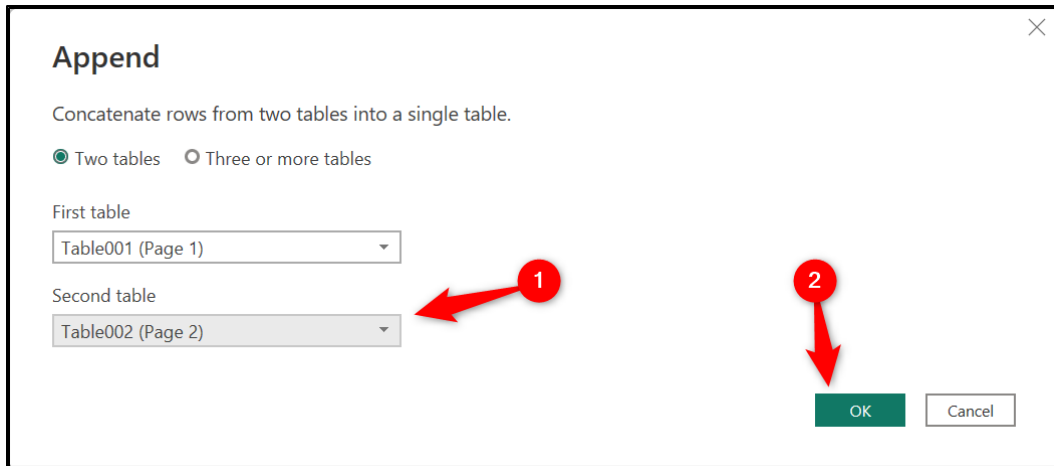 Append
Concatenate rows from two tables into a single table.
Two tables Three or more tables
First table
Table001 (Page 1)
1
2
Second table
Table002 (Page 2)
OK Cancel